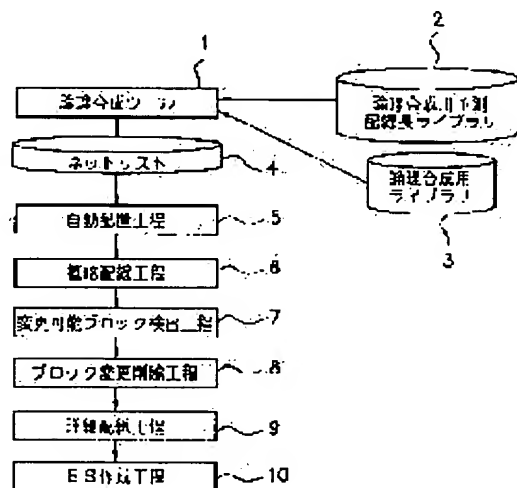 1
2
論理合成ツール
論理合成用予測
配線長ライブラリ
ネットリスト
4
論理合成用
ライブラリ
3
自動配置工程
5
概略配線工程
6
変更可能ブロック検出工程
7
ブロック変更削除工程
8
詳細配線工程
9
ES作成工程
10